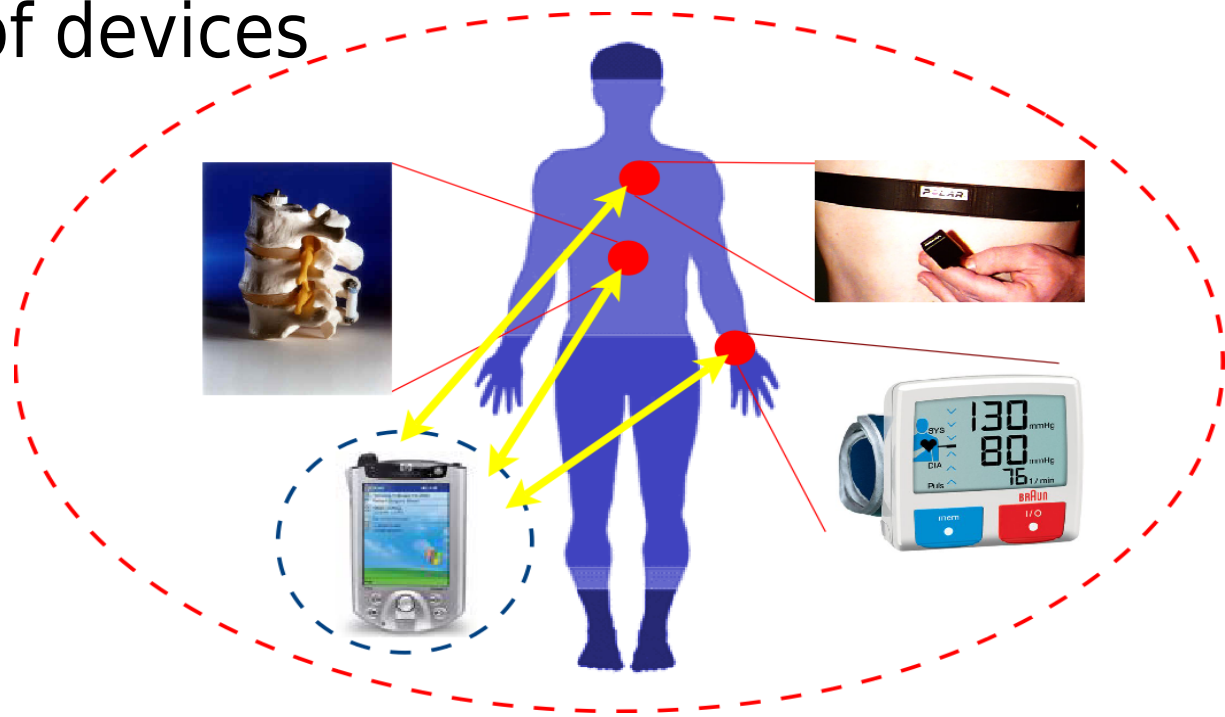 of devices
POLAR
130 mmHg
SYS
80 mmHg
DIA
76 1/min
Puls
BRAUN
mem
I/O